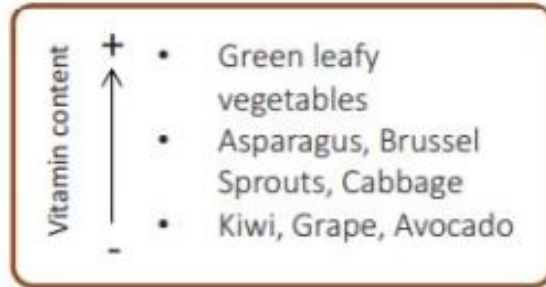 Vitamin content
+
-
• Green leafy
vegetables
• Asparagus, Brussel
Sprouts, Cabbage
• Kiwi, Grape, Avocado